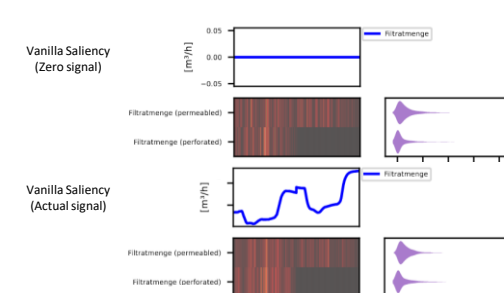 Vanilla Saliency
(Zero signal)
[m³/h]
0.05
0.00
−0.05
Filtratmenge
Filtratmenge (permeabled)
Filtratmenge (perforated)
Vanilla Saliency
(Actual signal)
[m³/h]
Filtratmenge
Filtratmenge (permeabled)
Filtratmenge (perforated)